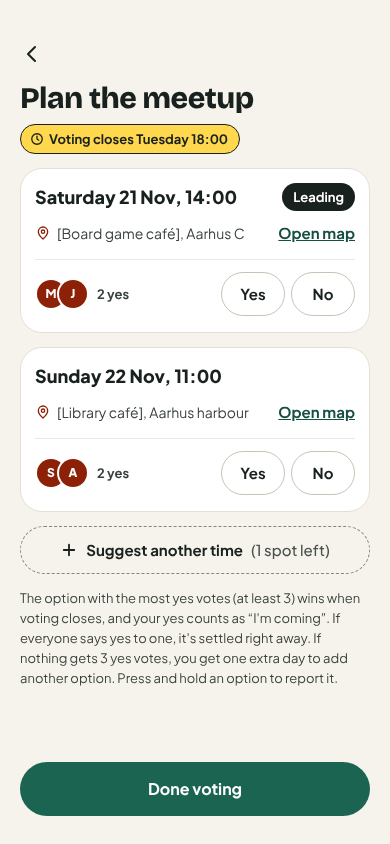 Plan the meetup
Voting closes Tuesday 18:00
Saturday 21 Nov, 14:00
Leading
[Board game café], Aarhus C
Open map
M
J
2 yes
Yes
No
Sunday 22 Nov, 11:00
[Library café], Aarhus harbour
Open map
S
A
2 yes
Yes
No
Suggest another time (1 spot left)
The option with the most yes votes (at least 3) wins when
voting closes, and your yes counts as “I’m coming”. If
everyone says yes to one, it’s settled right away. If
nothing gets 3 yes votes, you get one extra day to add
another option. Press and hold an option to report it.
Done voting